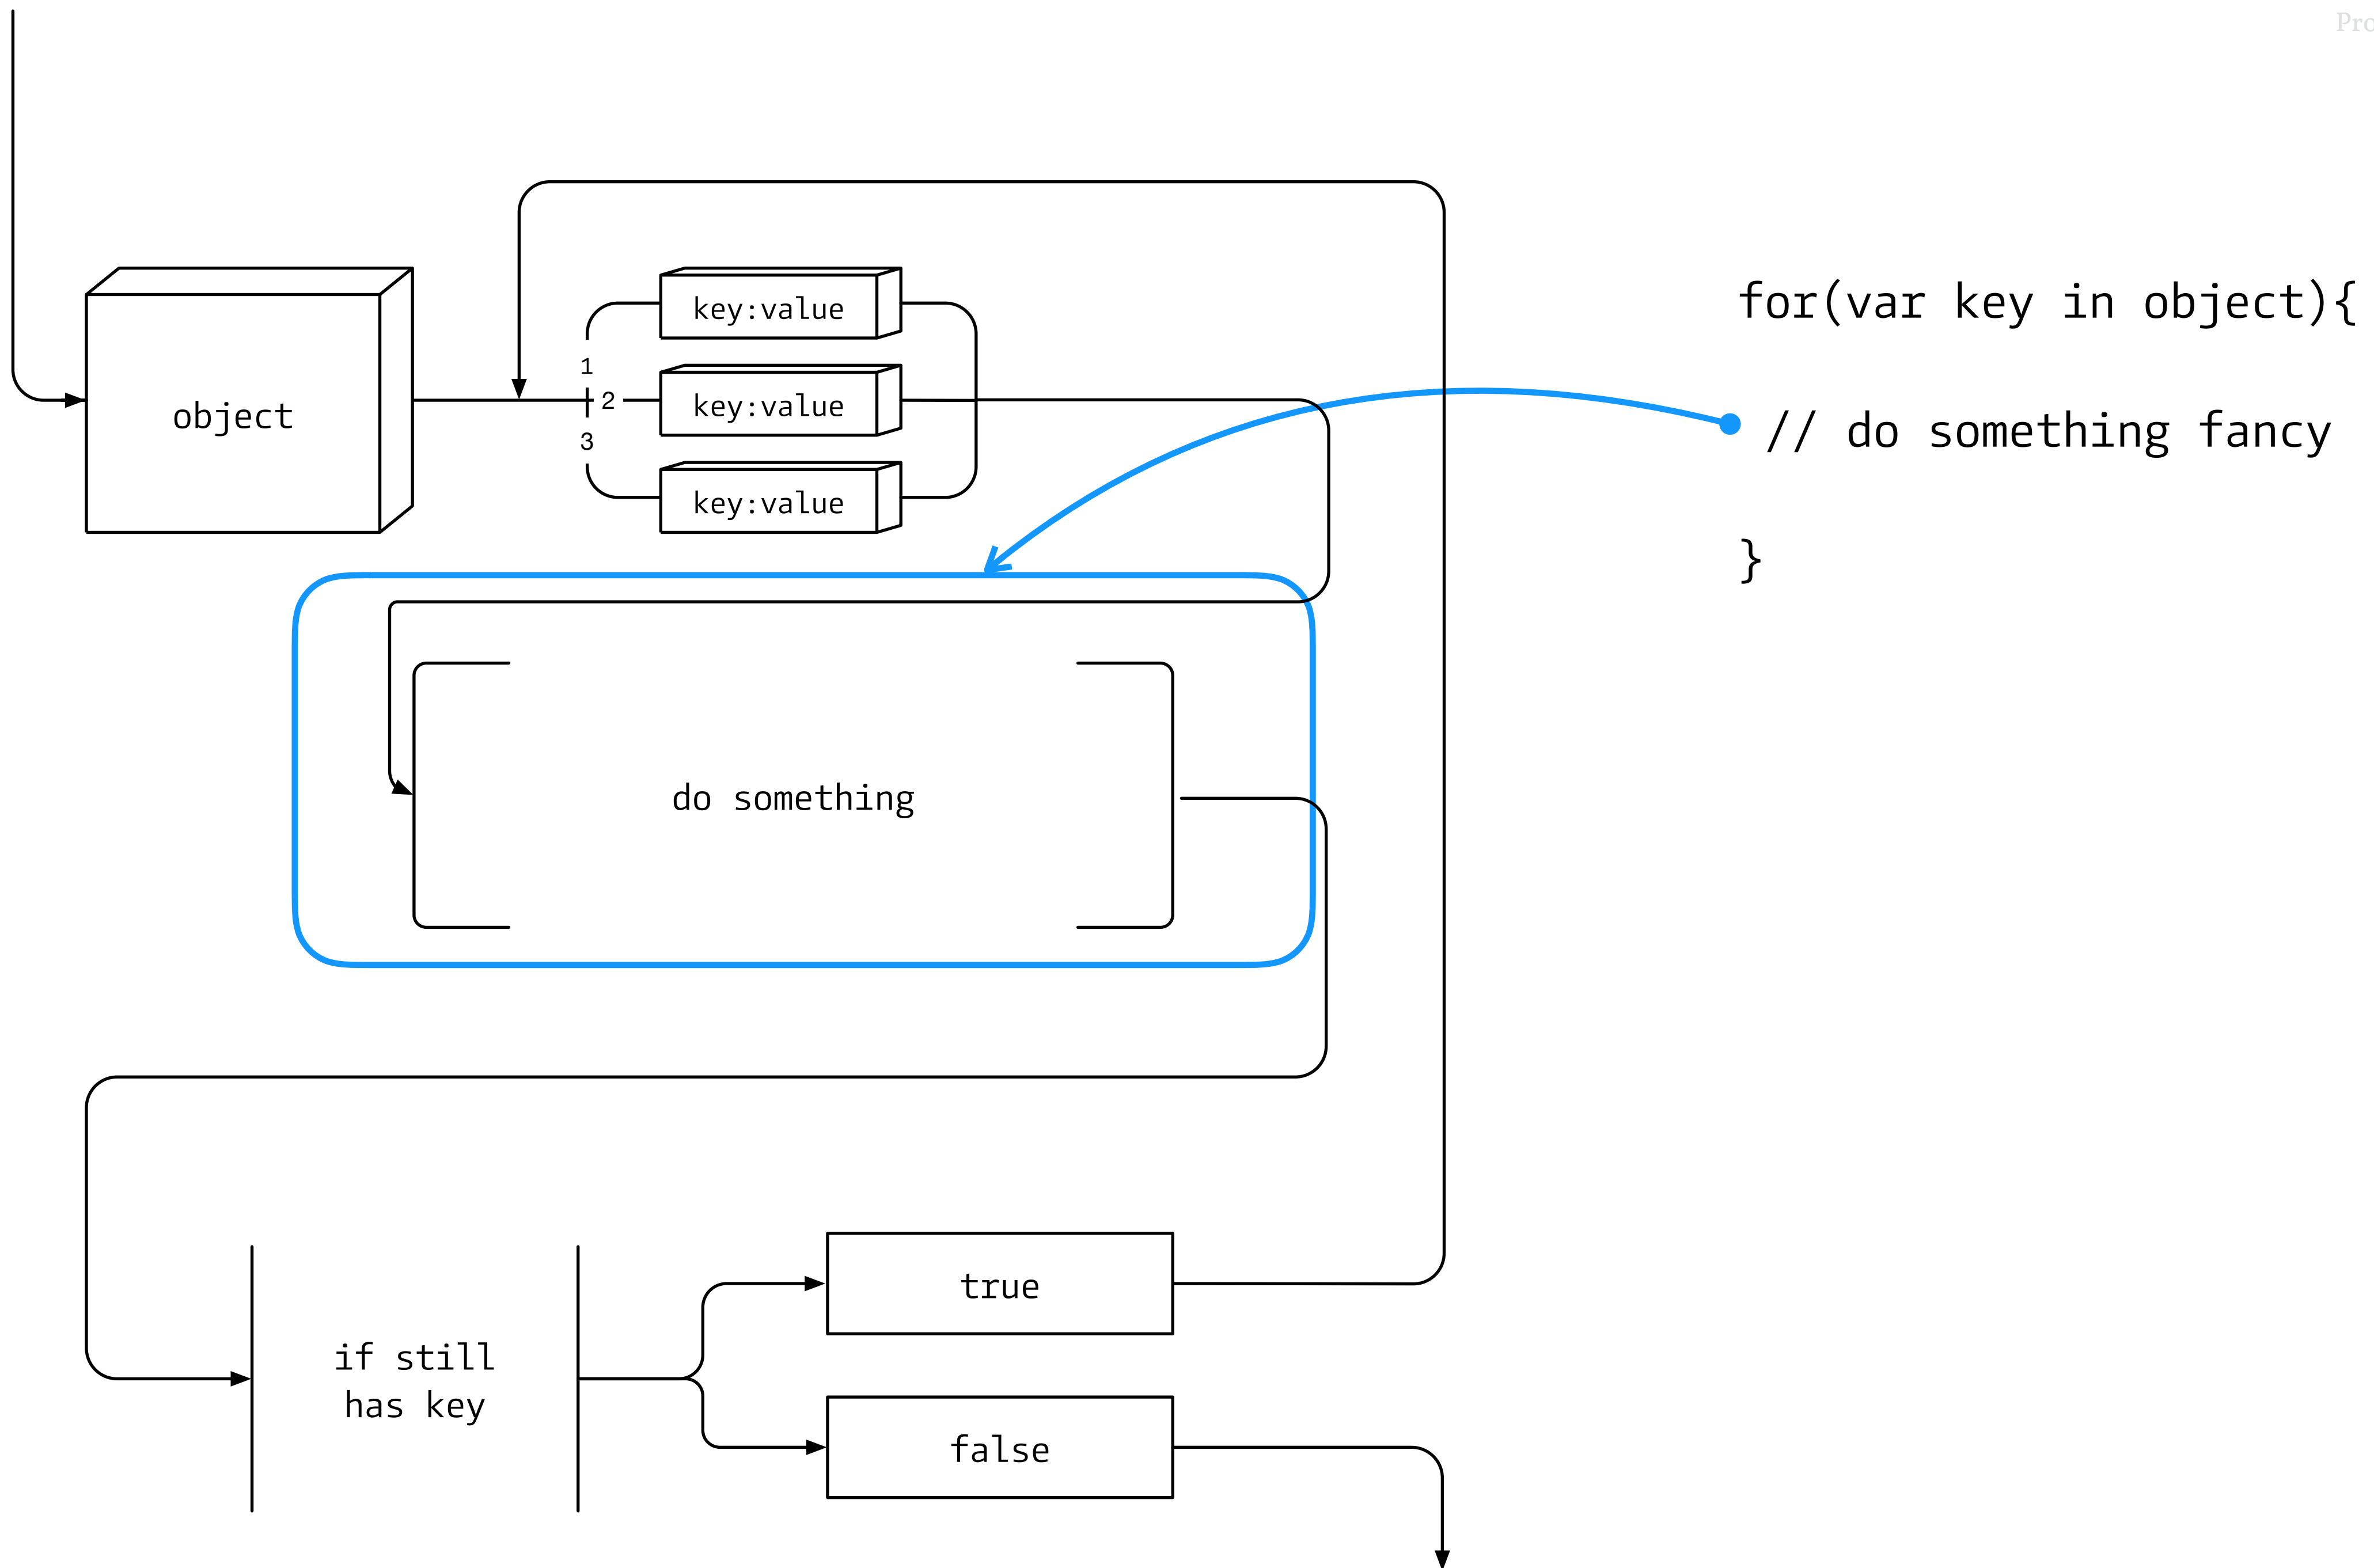 Pro
object
key:value
key:value
key:value
1
2
3
for(var key in object){
// do something fancy
}
do something
if still
has key
true
false